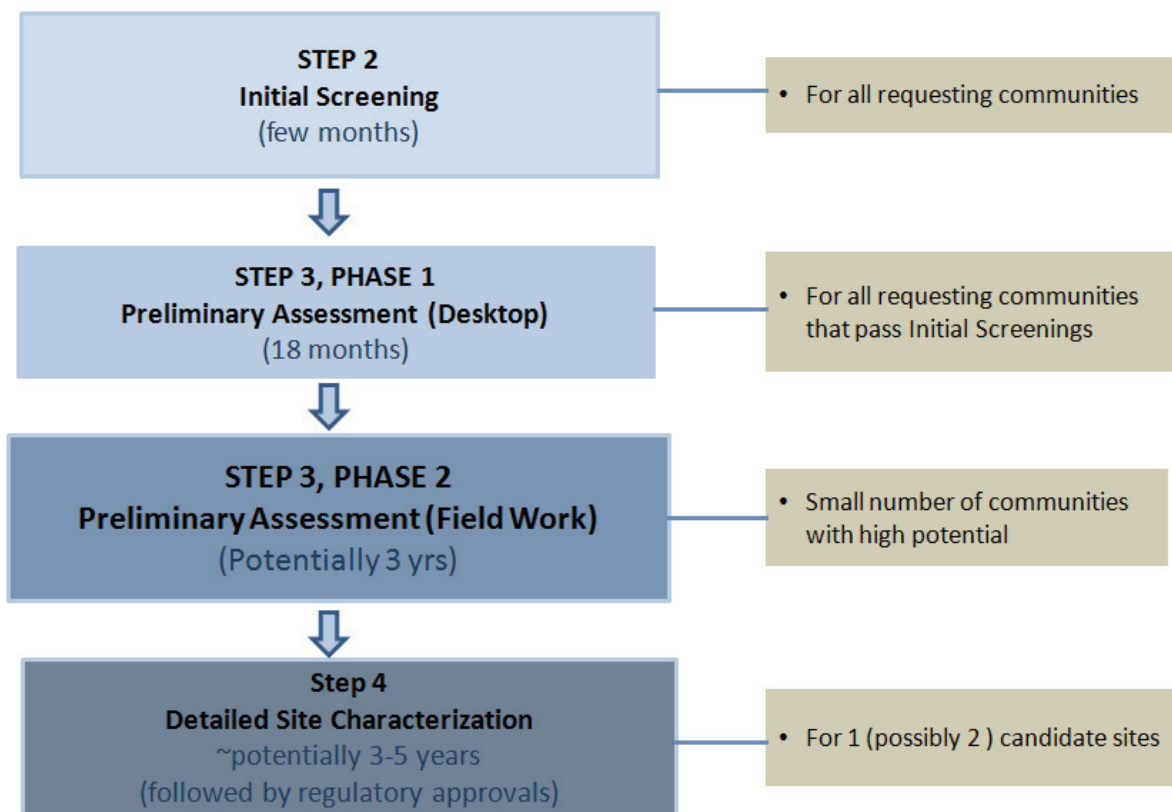 STEP 2
Initial Screening
(few months)
• For all requesting communities
STEP 3, PHASE 1
Preliminary Assessment (Desktop)
(18 months)
• For all requesting communities
that pass Initial Screenings
STEP 3, PHASE 2
Preliminary Assessment (Field Work)
(Potentially 3 yrs)
• Small number of communities
with high potential
Step 4
Detailed Site Characterization
~potentially 3-5 years
(followed by regulatory approvals)
• For 1 (possibly 2 ) candidate sites